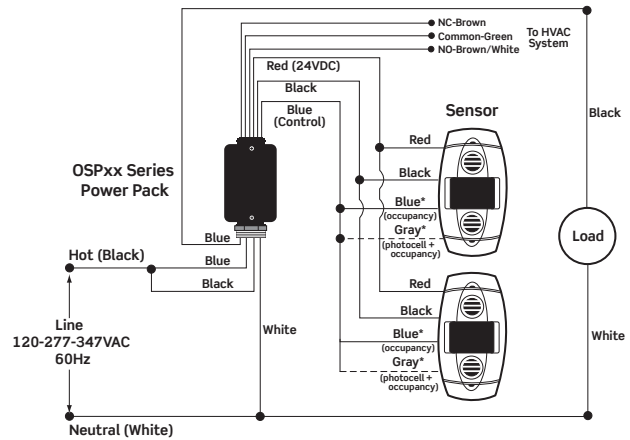 NC-Brown
Common-Green
NO-Brown/White
To HVAC
System
Red (24VDC)
Black
Blue
(Control)
Sensor
Black
OSPxx Series
Power Pack
Red
Black
Blue*
(occupancy)
Gray*
(photocell +
occupancy)
Load
Blue
Hot (Black)
Blue
Black
Red
Black
Line
120-277-347VAC
60Hz
White
Blue*
(occupancy)
White
Gray*
(photocell +
occupancy)
Neutral (White)